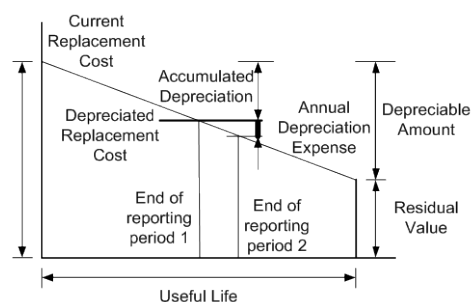 Current
Replacement
Cost
Accumulated
Depreciation
Depreciated
Replacement
Cost
Annual
Depreciation
Expense
Depreciable
Amount
End of
reporting
period 1
End of
reporting
period 2
Residual
Value
Useful Life